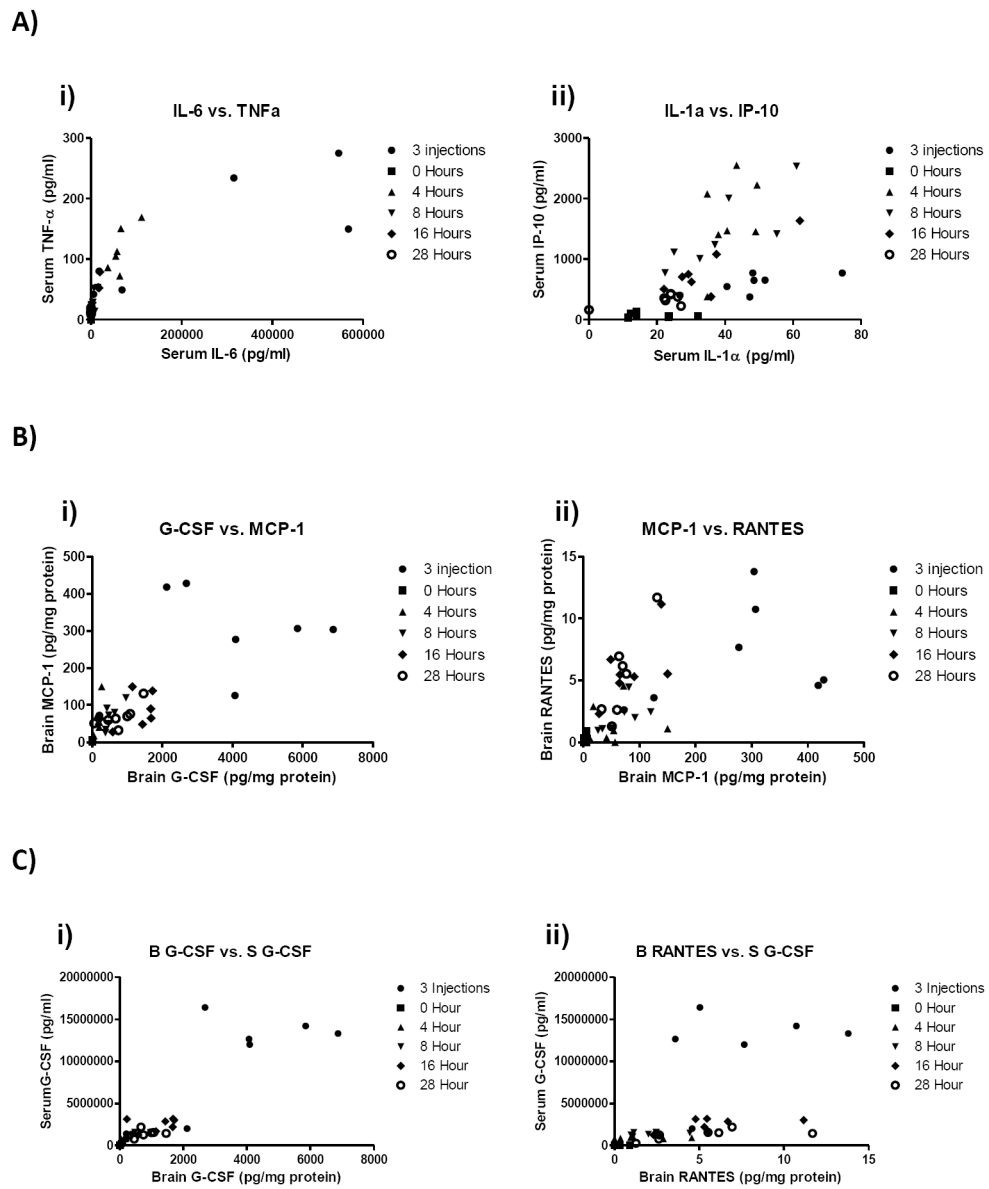 A)
i)
IL-6 vs. TNFa
Serum TNF-α (pg/ml)
300
200
100
0
0
200000
400000
600000
Serum IL-6 (pg/ml)
3 injections
0 Hours
4 Hours
8 Hours
16 Hours
28 Hours
ii)
IL-1a vs. IP-10
Serum IP-10 (pg/ml)
3000
2000
1000
0
0
20
40
60
80
Serum IL-1α (pg/ml)
3 injections
0 Hours
4 Hours
8 Hours
16 Hours
28 Hours
B)
i)
G-CSF vs. MCP-1
Brain MCP-1 (pg/mg protein)
500
400
300
200
100
0
0
2000
4000
6000
8000
Brain G-CSF (pg/mg protein)
3 injection
0 Hours
4 Hours
8 Hours
16 Hours
28 Hours
ii)
MCP-1 vs. RANTES
Brain RANTES (pg/mg protein)
15
10
5
0
0
100
200
300
400
500
Brain MCP-1 (pg/mg protein)
3 injections
0 Hours
4 Hours
8 Hours
16 Hours
28 Hours
C)
i)
B G-CSF vs. S G-CSF
SerumG-CSF (pg/ml)
20000000
15000000
10000000
5000000
0
0
2000
4000
6000
8000
Brain G-CSF (pg/mg protein)
3 Injections
0 Hour
4 Hour
8 Hour
16 Hour
28 Hour
ii)
B RANTES vs. S G-CSF
Serum G-CSF (pg/ml)
20000000
15000000
10000000
5000000
0
0
5
10
15
Brain RANTES (pg/mg protein)
3 Injections
0 Hour
4 Hour
8 Hour
16 Hour
28 Hour